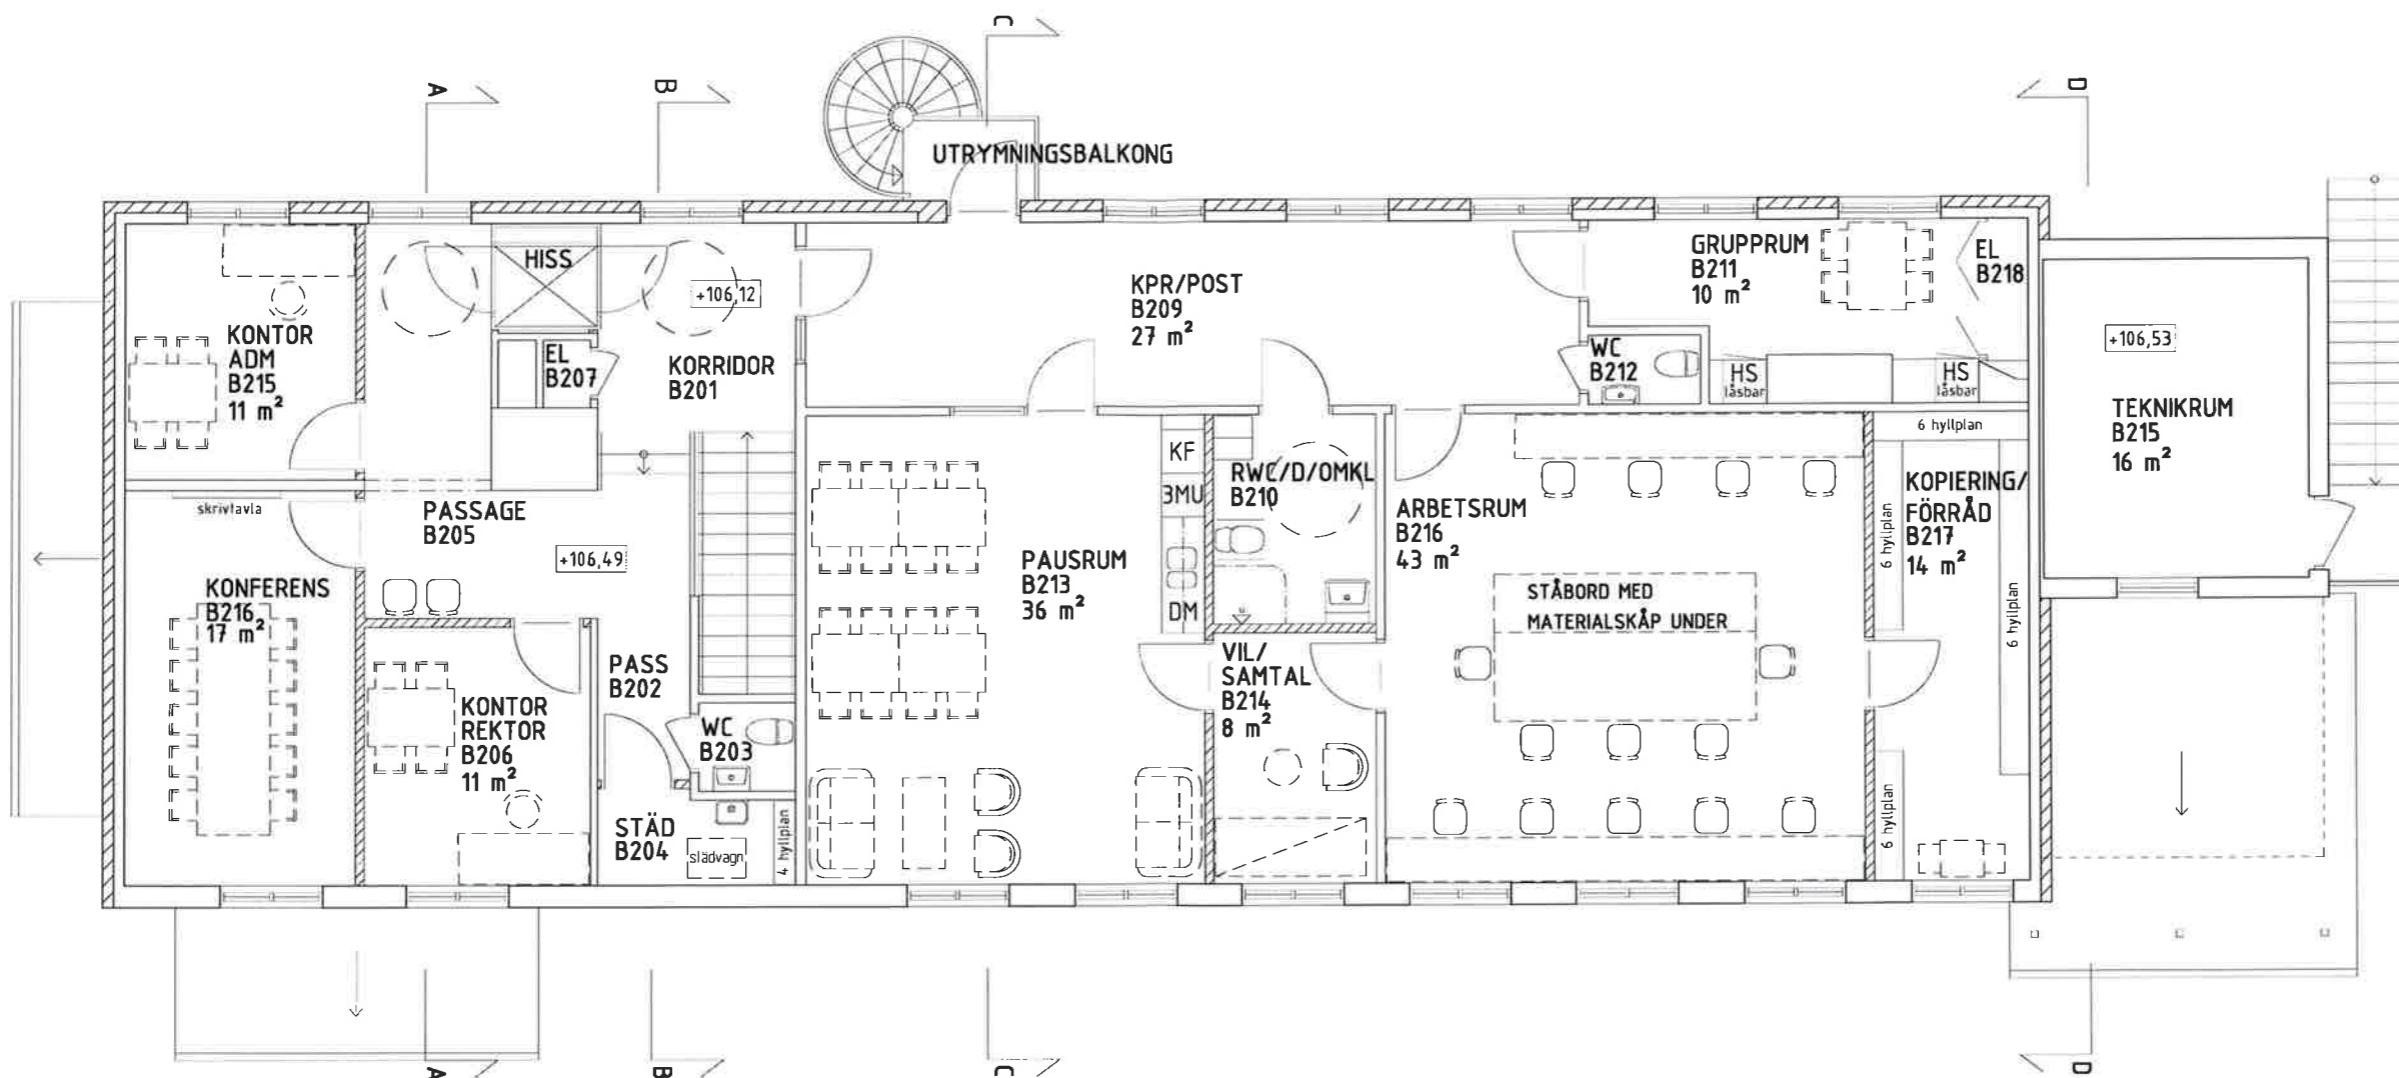 C
A
B
D
UTRYMNINGSBALKONG
HISS
+106,12
KONTOR
ADM
B215
11 m²
EL
B207
KORRIDOR
B201
KPR/POST
B209
27 m²
GRUPPRUM
B211
10 m²
EL
B218
WC
B212
HS
låsbar
HS
låsbar
+106,53
TEKNIKRUM
B215
16 m²
skrivtavla
PASSAGE
B205
+106,49
KONFERENS
B216
17 m²
KONTOR
REKTOR
B206
11 m²
PASS
B202
WC
B203
STÄD
B204
städvagn
4 hyllplan
PAUSRUM
B213
36 m²
KF
3MU
DM
RWC/D/OMKL
B210
VIL/
SAMTAL
B214
8 m²
ARBETSRUM
B216
43 m²
STÅBORD MED
MATERIALSKÅP UNDER
6 hyllplan
KOPIERING/
FÖRRÅD
B217
14 m²
6 hyllplan
6 hyllplan
6 hyllplan
A
B
C
D